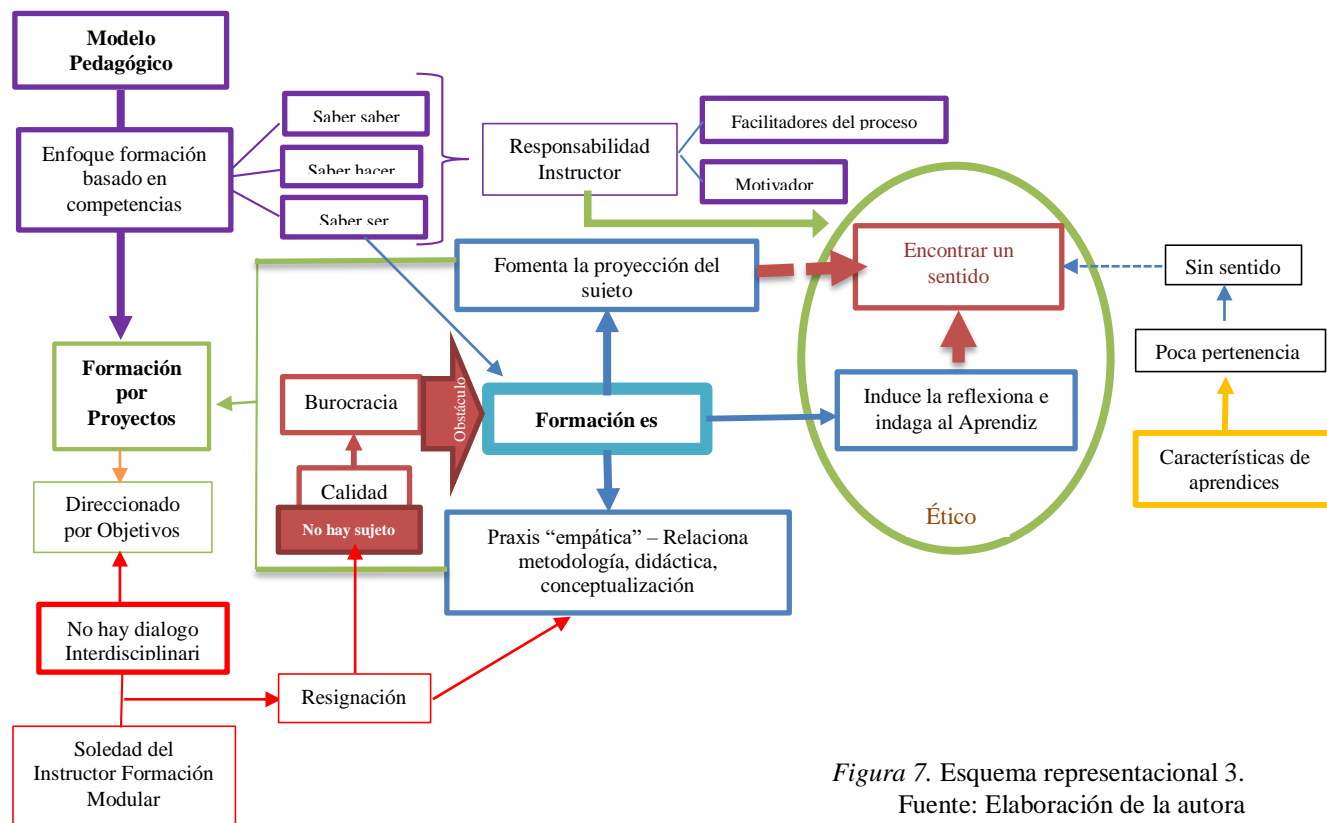 Modelo
Pedagógico
Enfoque formación
basado en
competencias
Saber saber
Saber hacer
Saber ser
Responsabilidad
Instructor
Facilitadores del proceso
Motivador
Fomenta la proyección del
sujeto
Encontrar un
sentido
Sin sentido
Poca pertenencia
Características de
aprendices
Formación
por
Proyectos
Burocracia
Obstáculo
Formación es
Induce la reflexiona e
indaga al Aprendiz
Ético
Calidad
No hay sujeto
Direccionado
por Objetivos
Praxis “empática” – Relaciona
metodología, didáctica,
conceptualización
No hay dialogo
Interdisciplinari
Resignación
Soledad del
Instructor Formación
Modular
Figura 7. Esquema representacional 3.
Fuente: Elaboración de la autora